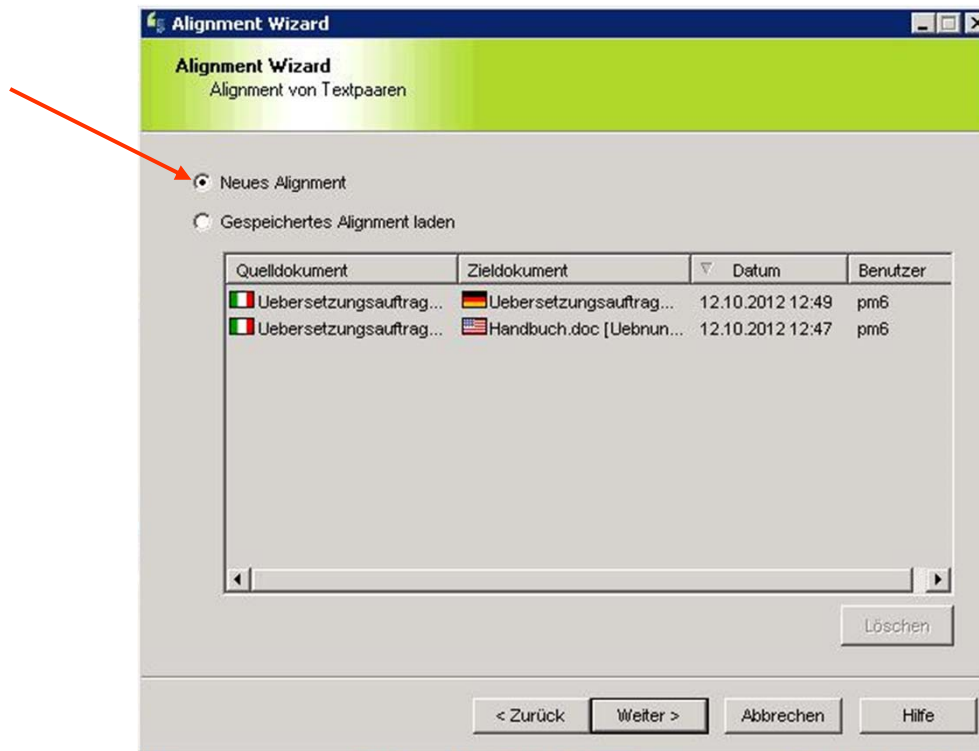 Alignment Wizard
Alignment Wizard
Alignment von Textpaaren
Neues Alignment
Gespeichertes Alignment laden
Quelldokument Zieldokument Datum Benutzer
Uebersetzungsauftrag... Uebersetzungsauftrag... 12.10.2012 12:49 pm6
Uebersetzungsauftrag... Handbuch.doc [Uebnun... 12.10.2012 12:47 pm6
Löschen
< Zurück Weiter > Abbrechen Hilfe